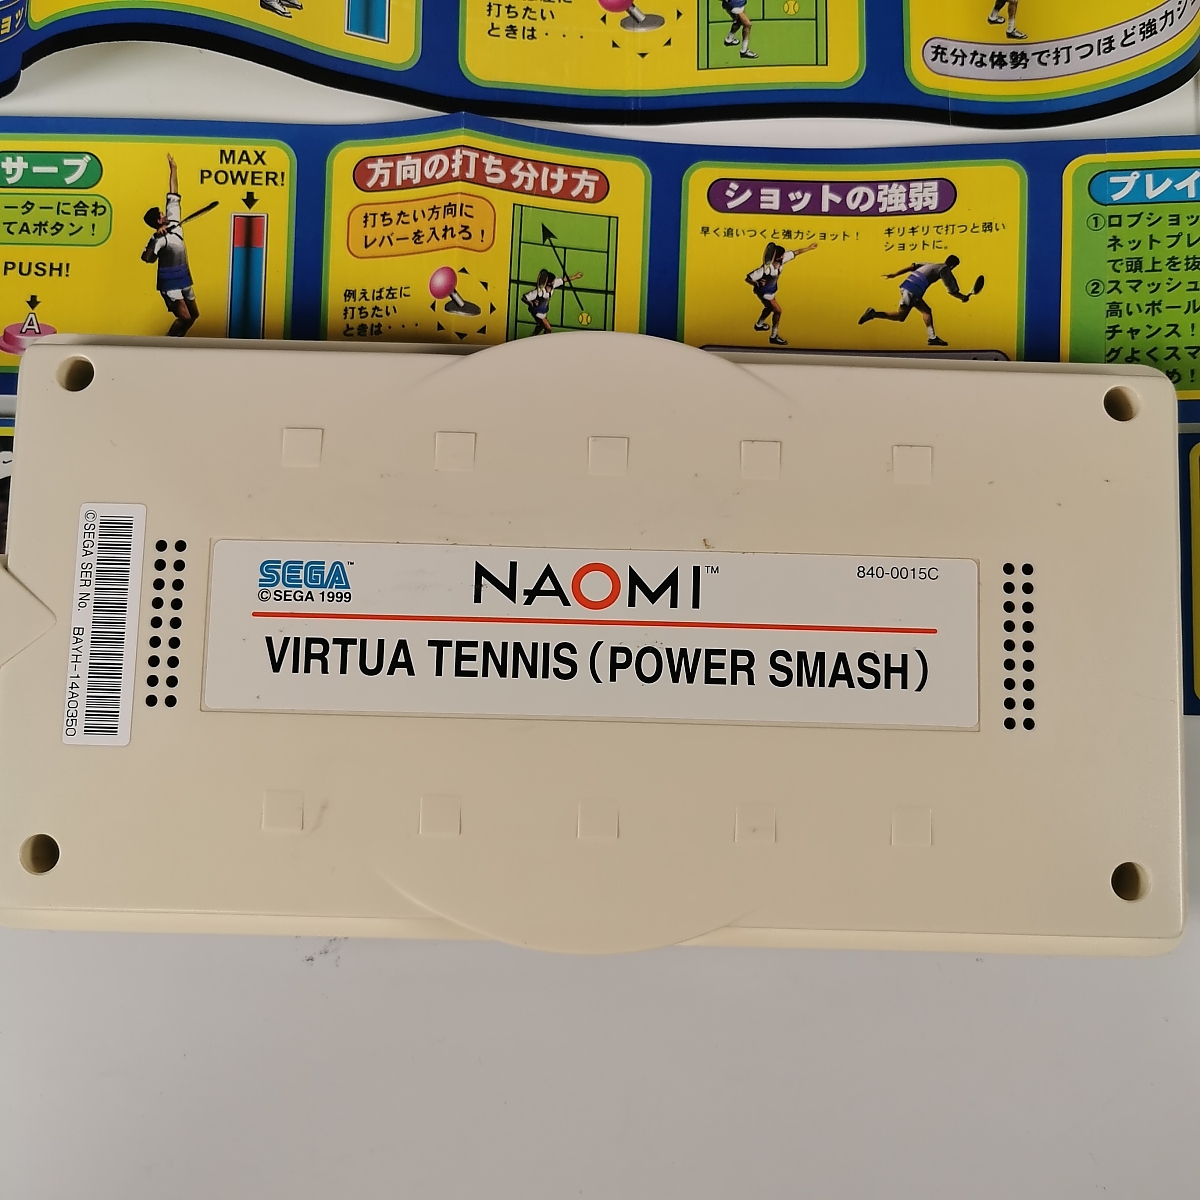 打ちたい
ときは・・・
充分な体勢で打つほど強力シ
サーブ
MAX
POWER!
ーターに合わ
てAボタン！
PUSH!
A
方向の打ち分け方
打ちたい方向に
レバーを入れる！
例えば左に
打ちたい
ときは・・・
ショットの強弱
早く追いつくと強力ショット！
ギリギリで打つと弱い
ショットに。
プレイ
①ロブショッ
ネットプレ
で頭上を抜
②スマッシュ
高いボール
チャンス！
グよくスマ
め！
©SEGA SER No. BAYH-14A0350
SEGA™
©SEGA 1999
NAOMI™
840-0015C
VIRTUA TENNIS (POWER SMASH)